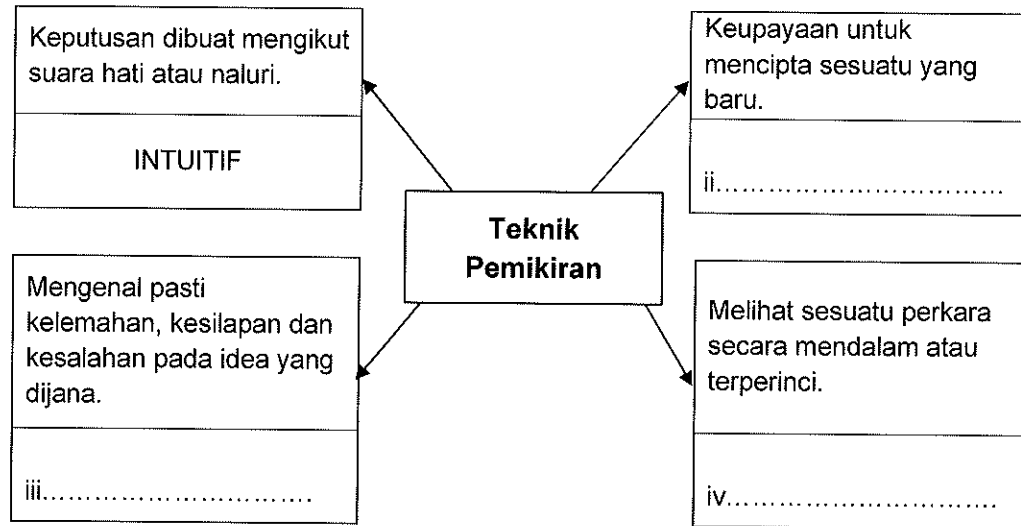 Keputusan dibuat mengikut
suara hati atau naluri.
INTUITIF
Keupayaan untuk
mencipta sesuatu yang
baru.
ii..............................
Teknik
Pemikiran
Mengenal pasti
kelemahan, kesilapan dan
kesalahan pada idea yang
dijana.
iii..............................
Melihat sesuatu perkara
secara mendalam atau
terperinci.
iv..............................